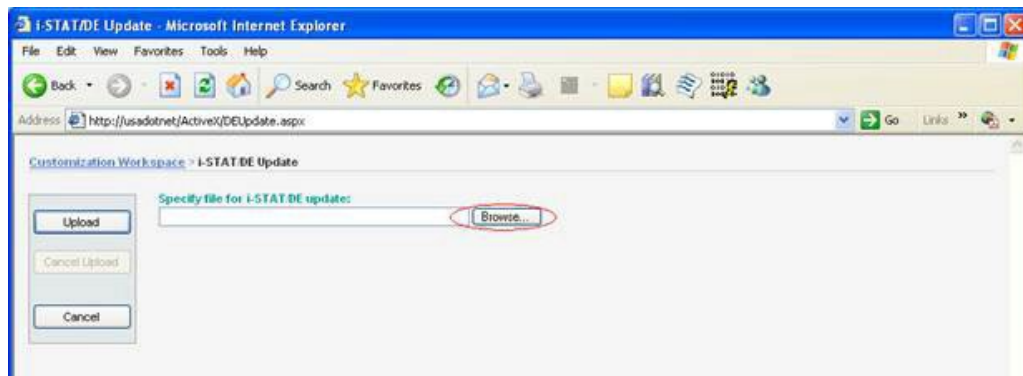 i-STAT/DE Update - Microsoft Internet Explorer
File Edit View Favorites Tools Help
Back Search Favorites
Address http://usadotnet/ActiveX/DEUpdate.aspx Go Links »
Customization Workspace > i-STAT/DE Update
Specify file for i-STAT/DE update:
Browse...
Upload
Cancel Upload
Cancel